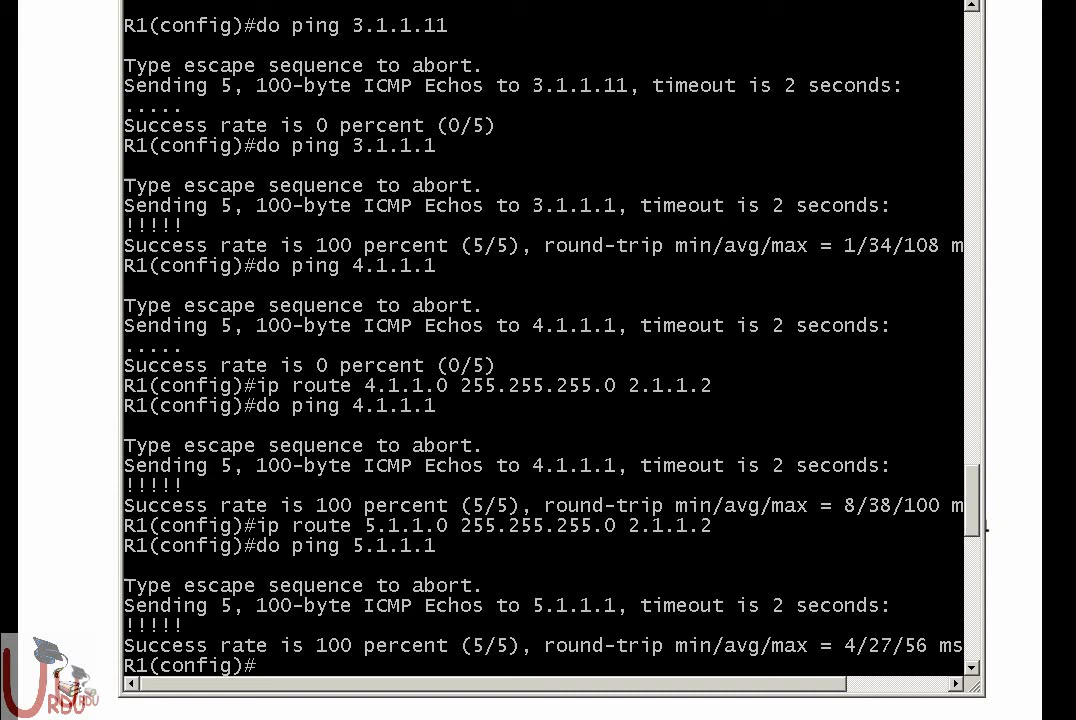 R1(config)#do ping 3.1.1.11
Type escape sequence to abort.
Sending 5, 100-byte ICMP Echos to 3.1.1.11, timeout is 2 seconds:
.....
Success rate is 0 percent (0/5)
R1(config)#do ping 3.1.1.1
Type escape sequence to abort.
Sending 5, 100-byte ICMP Echos to 3.1.1.1, timeout is 2 seconds:
!!!!!
Success rate is 100 percent (5/5), round-trip min/avg/max = 1/34/108 m
R1(config)#do ping 4.1.1.1
Type escape sequence to abort.
Sending 5, 100-byte ICMP Echos to 4.1.1.1, timeout is 2 seconds:
.....
Success rate is 0 percent (0/5)
R1(config)#ip route 4.1.1.0 255.255.255.0 2.1.1.2
R1(config)#do ping 4.1.1.1
Type escape sequence to abort.
Sending 5, 100-byte ICMP Echos to 4.1.1.1, timeout is 2 seconds:
!!!!!
Success rate is 100 percent (5/5), round-trip min/avg/max = 8/38/100 m
R1(config)#ip route 5.1.1.0 255.255.255.0 2.1.1.2
R1(config)#do ping 5.1.1.1
Type escape sequence to abort.
Sending 5, 100-byte ICMP Echos to 5.1.1.1, timeout is 2 seconds:
!!!!!
Success rate is 100 percent (5/5), round-trip min/avg/max = 4/27/56 ms
R1(config)#
URDU